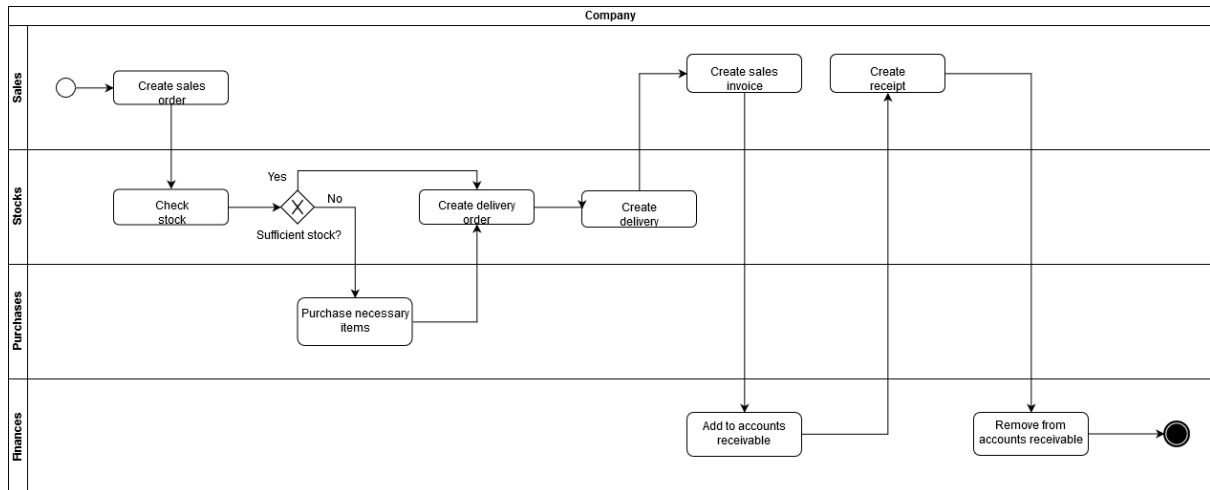 Company
Sales
Create sales
order
Create sales
invoice
Create
receipt
Stocks
Yes
No
Check
stock
Sufficient stock?
Create delivery
order
Create
delivery
Purchases
Purchase necessary
items
Finances
Add to accounts
receivable
Remove from
accounts receivable